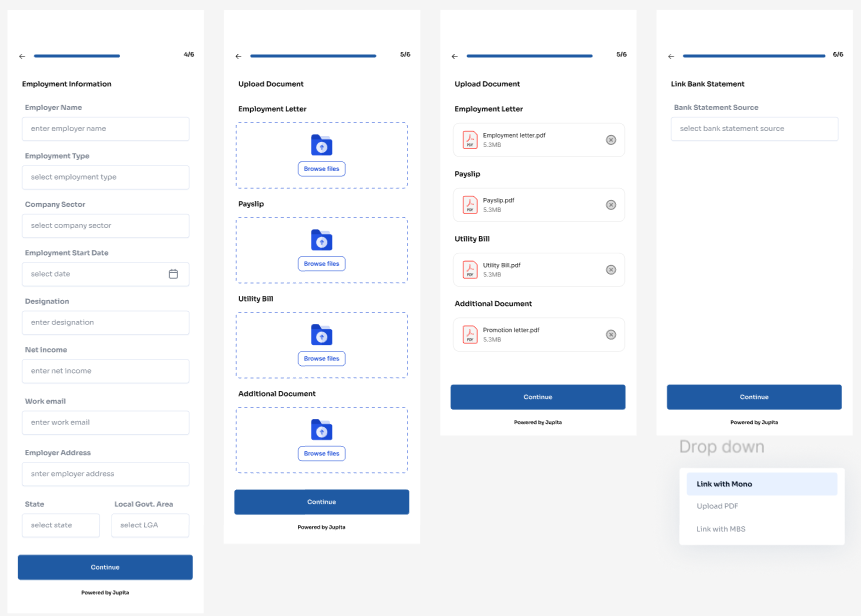 4/6
Employment Information
Employer Name
enter employer name
Employment Type
select employment type
Company Sector
select company sector
Employment Start Date
select date
Designation
enter designation
Net Income
enter net income
Work email
enter work email
Employer Address
enter employer address
State
Local Govt. Area
select state
select LGA
Continue
Powered by Jupita
5/6
Upload Document
Employment Letter
Browse files
Payslip
Browse files
Utility Bill
Browse files
Additional Document
Browse files
Continue
Powered by Jupita
5/6
Upload Document
Employment Letter
PDF
Employment letter.pdf
5.3MB
Payslip
PDF
Payslip.pdf
5.3MB
Utility Bill
PDF
Utility Bill.pdf
5.3MB
Additional Document
PDF
Promotion letter.pdf
5.3MB
Continue
Powered by Jupita
6/6
Link Bank Statement
Bank Statement Source
select bank statement source
Continue
Powered by Jupita
Drop down
Link with Mono
Upload PDF
Link with MBS